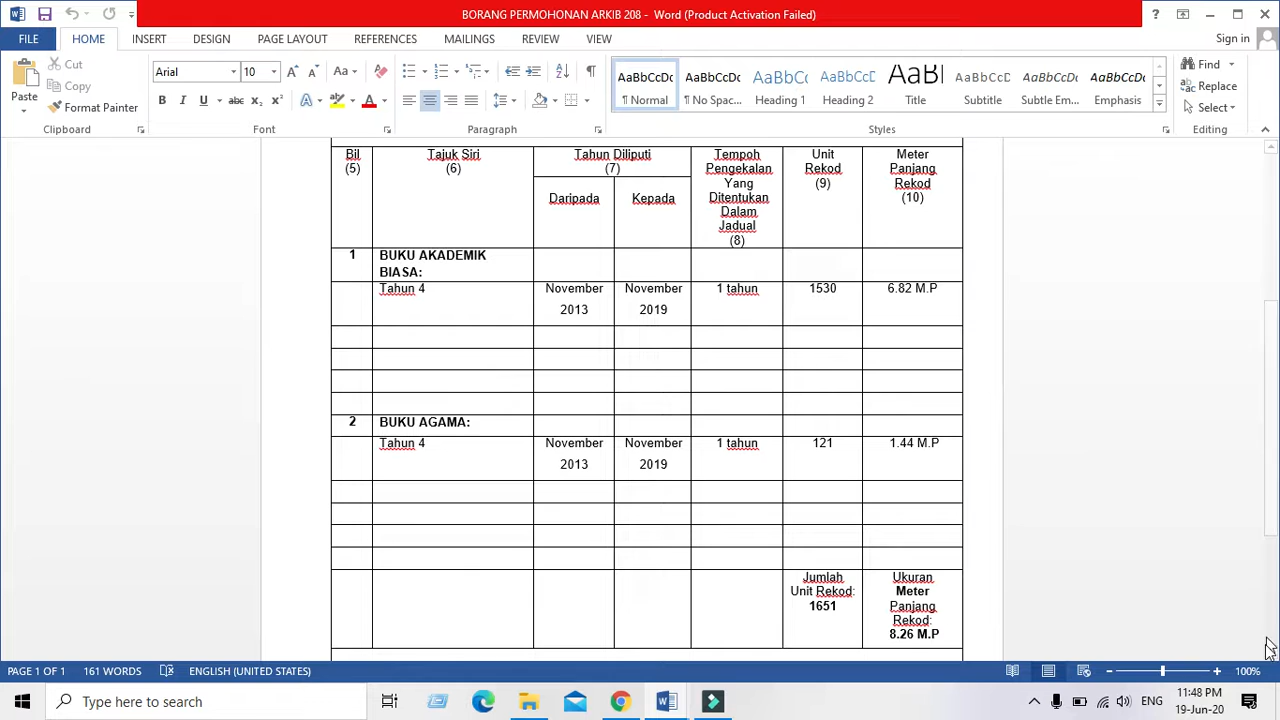 BORANG PERMOHONAN ARKIB 208 - Word (Product Activation Failed)
FILE HOME INSERT DESIGN PAGE LAYOUT REFERENCES MAILINGS REVIEW VIEW Sign in
Paste
Cut
Copy
Format Painter
Clipboard
Arial 10 Aa
B I U abc x₂ x² A A
Font
Paragraph
AaBbCcDc AaBbCcDc AaBbCc AaBbCcC AaBl AaBbCcD AaBbCcDc AaBbCcDc
¶ Normal ¶ No Spac... Heading Heading 2 Title Subtitle Subtle Em... Emphasis
Styles
Find
Replace
Select
Editing
Bil
(5)
Tajuk Siri
(6)
Tahun Diliputi
(7)
Daripada Kepada
Tempoh
Pengekalan
Yang
Ditentukan
Dalam
Jadual
(8)
Unit
Rekod
(9)
Meter
Panjang
Rekod
(10)
1 BUKU AKADEMIK
BIASA:
Tahun 4 November November 1 tahun 1530 6.82 M.P
2013 2019
2 BUKU AGAMA:
Tahun 4 November November 1 tahun 121 1.44 M.P
2013 2019
Jumlah
Unit Rekod:
1651
Ukuran
Meter
Panjang
Rekod:
8.26 M.P
PAGE 1 OF 1 161 WORDS ENGLISH (UNITED STATES) 100%
Type here to search
ENG
11:48 PM
19-Jun-20